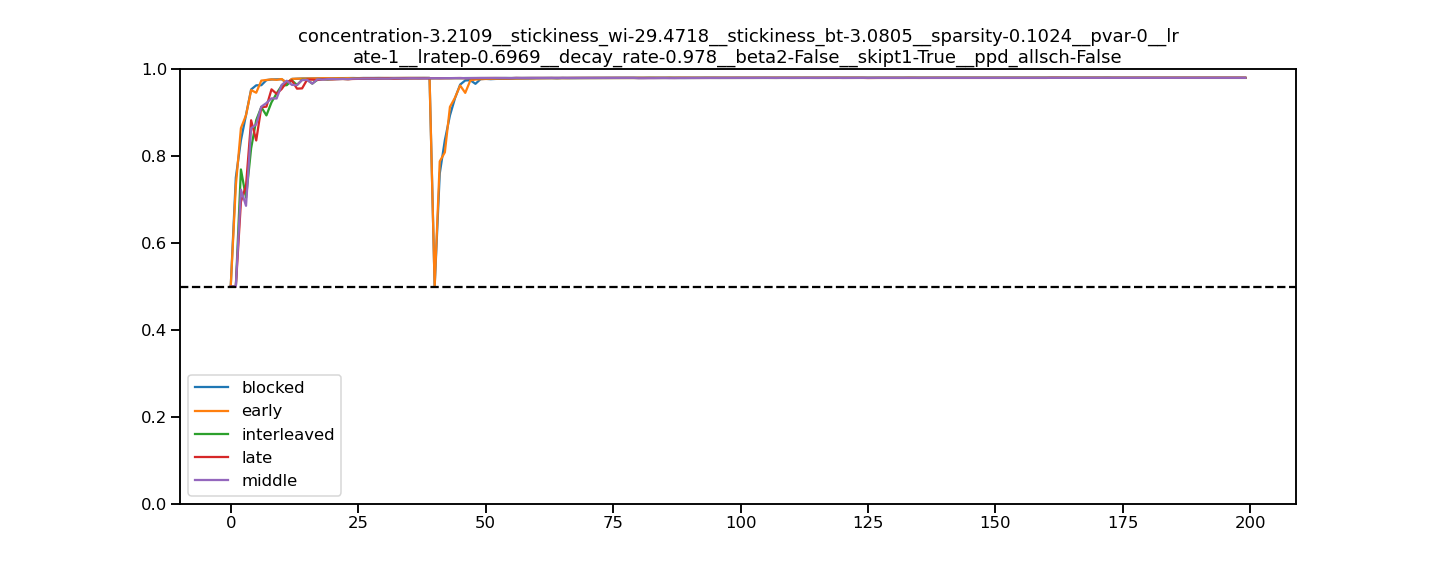 concentration-3.2109__stickiness_wi-29.4718__stickiness_bt-3.0805__sparsity-0.1024__pvar-0__lr
ate-1__lratep-0.6969__decay_rate-0.978__beta2-False__skipt1-True__ppd_allsch-False
1.0
0.8
0.6
0.4
0.2
0.0
blocked
early
interleaved
late
middle
0 25 50 75 100 125 150 175 200